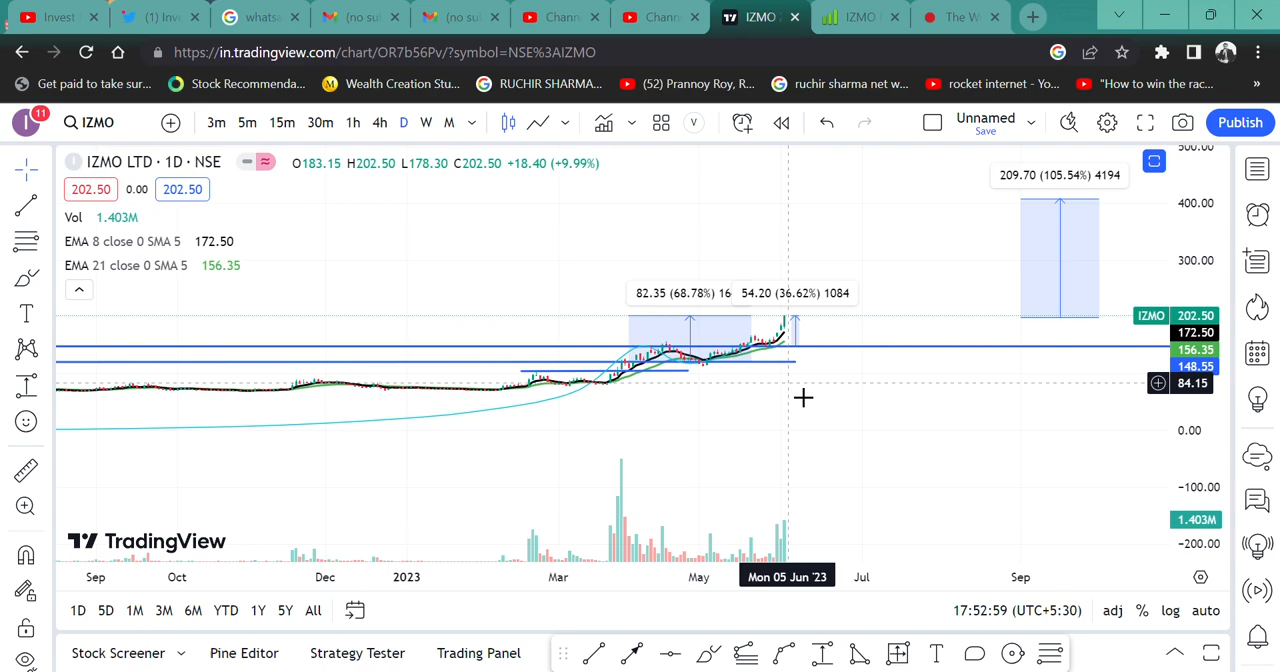 Invest
(1) Inv
whats
(no su
(no su
Chann
Chann
IZMO
IZMO
The W
https://in.tradingview.com/chart/OR7b56Pv/?symbol=NSE%3AIZMO
Get paid to take sur...
Stock Recommenda...
Wealth Creation Stu...
RUCHIR SHARMA...
(52) Prannoy Roy, R...
ruchir sharma net w...
rocket internet - Yo...
"How to win the rac...
»
I
11
IZMO
3m 5m 15m 30m 1h 4h D W M
V
Unnamed
Save
Publish
IZMO LTD · 1D · NSE
O183.15 H202.50 L178.30 C202.50 +18.40 (+9.99%)
202.50 0.00 202.50
Vol 1.403M
EMA 8 close 0 SMA 5 172.50
EMA 21 close 0 SMA 5 156.35
209.70 (105.54%) 4194
82.35 (68.78%) 16
54.20 (36.62%) 1084
500.00
400.00
300.00
IZMO 202.50
172.50
156.35
148.55
84.15
0.00
−100.00
1.403M
−200.00
TradingView
Sep Oct Dec 2023 Mar May Mon 05 Jun '23 Jul Sep
1D 5D 1M 3M 6M YTD 1Y 5Y All
17:52:59 (UTC+5:30) adj % log auto
Stock Screener Pine Editor Strategy Tester Trading Panel